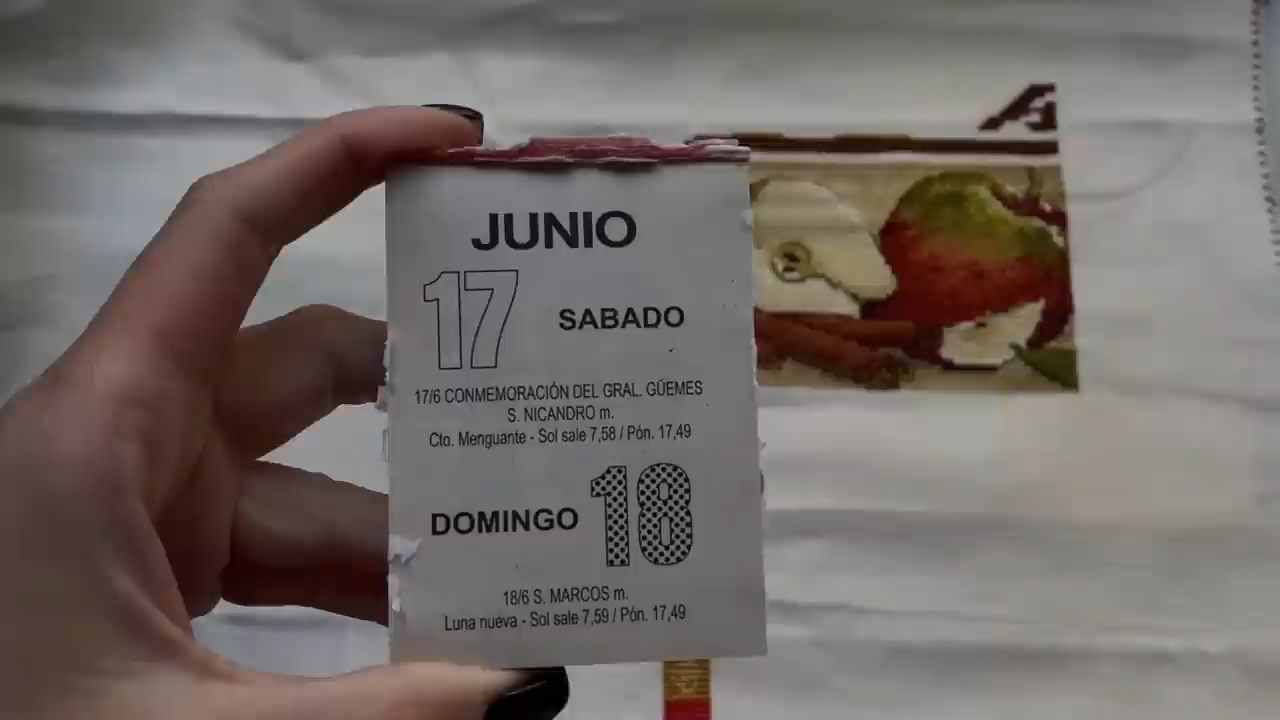 JUNIO
17 SABADO
17/6 CONMEMORACIÓN DEL GRAL. GÜEMES
S. NICANDRO m.
Cto. Menguante - Sol sale 7,58 / Pón. 17,49
DOMINGO 18
18/6 S. MARCOS m.
Luna nueva - Sol sale 7,59 / Pón. 17,49